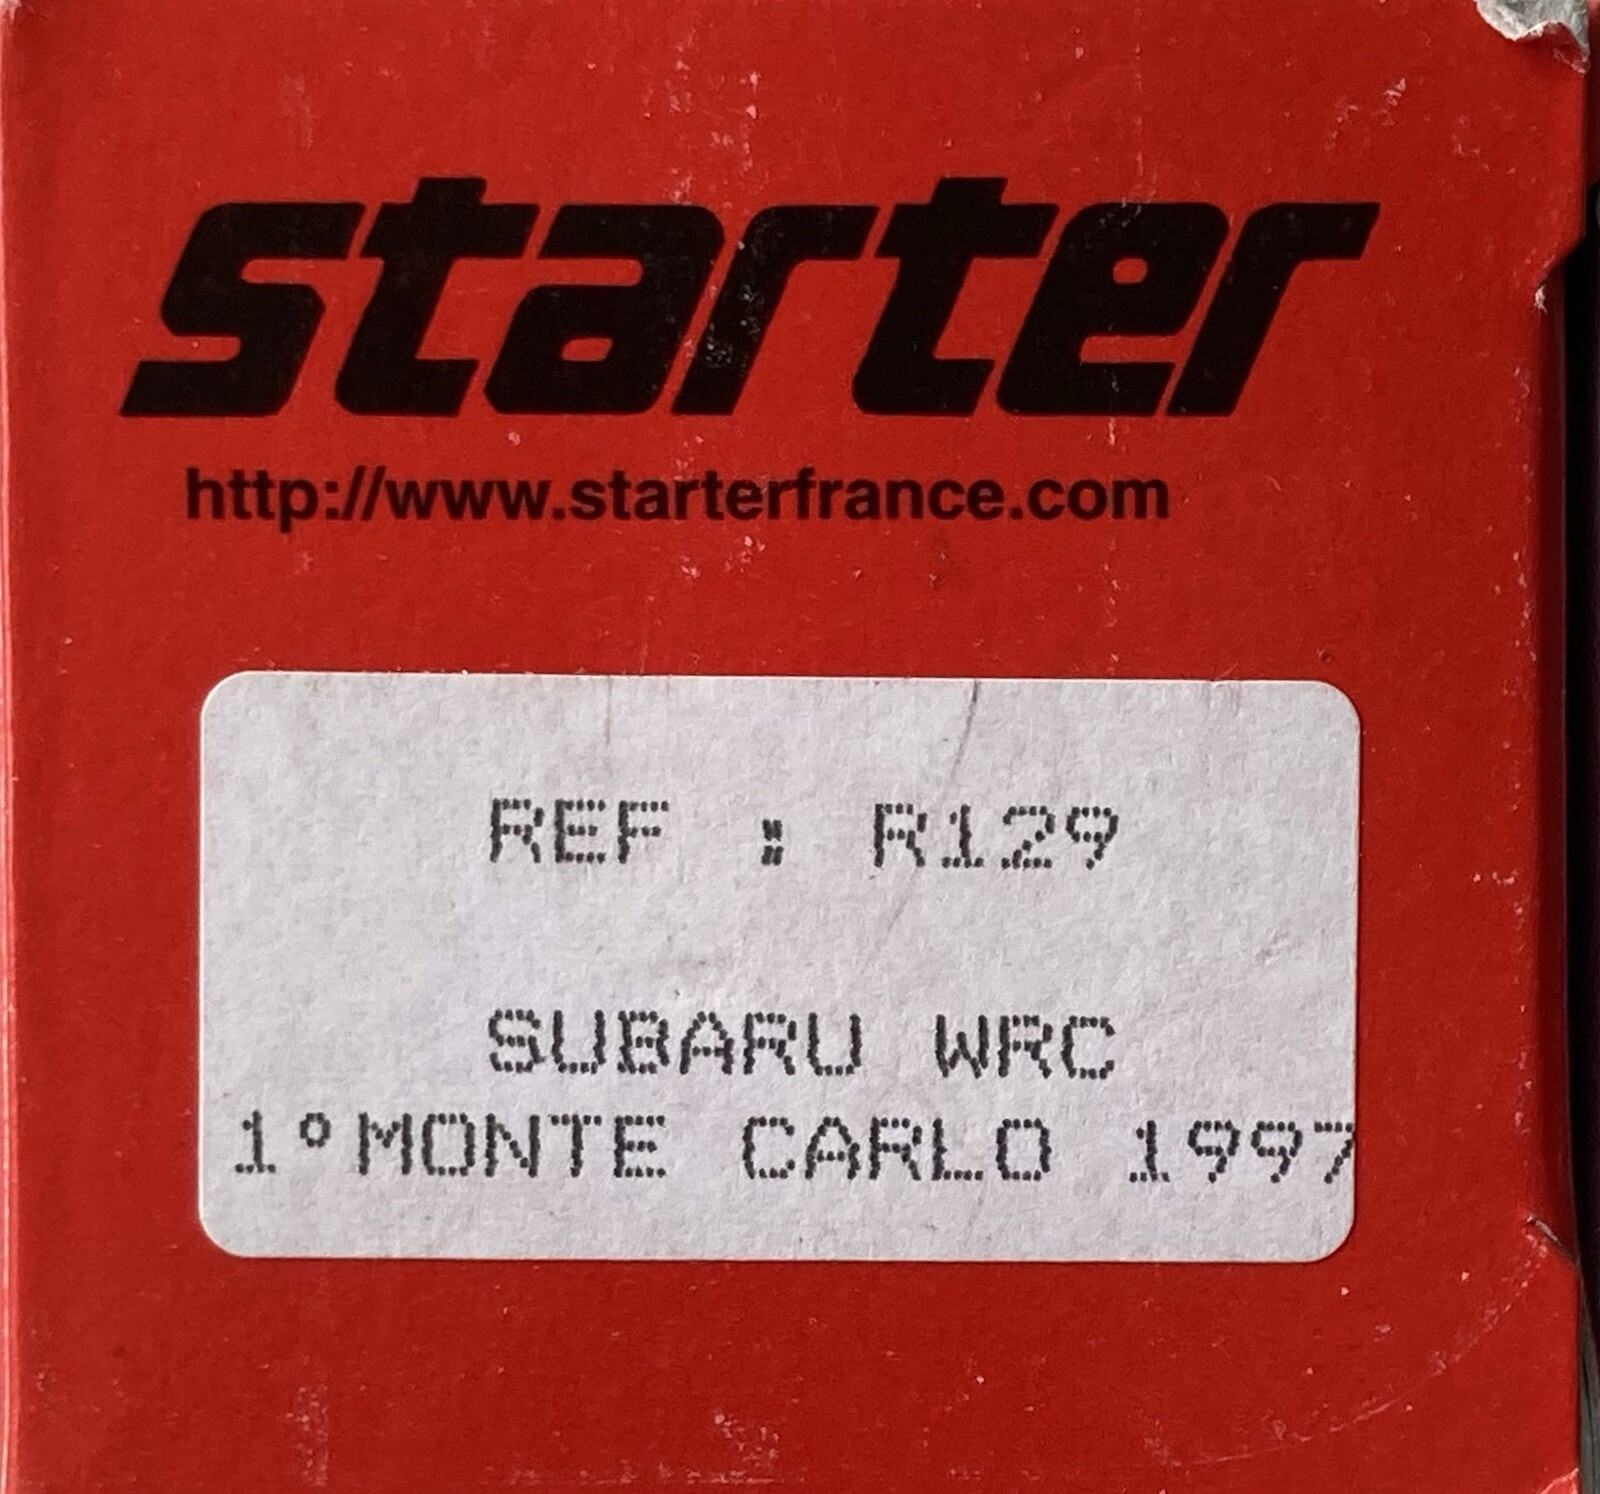 starter
http://www.starterfrance.com
REF : R129
SUBARU WRC
1°MONTE CARLO 1997